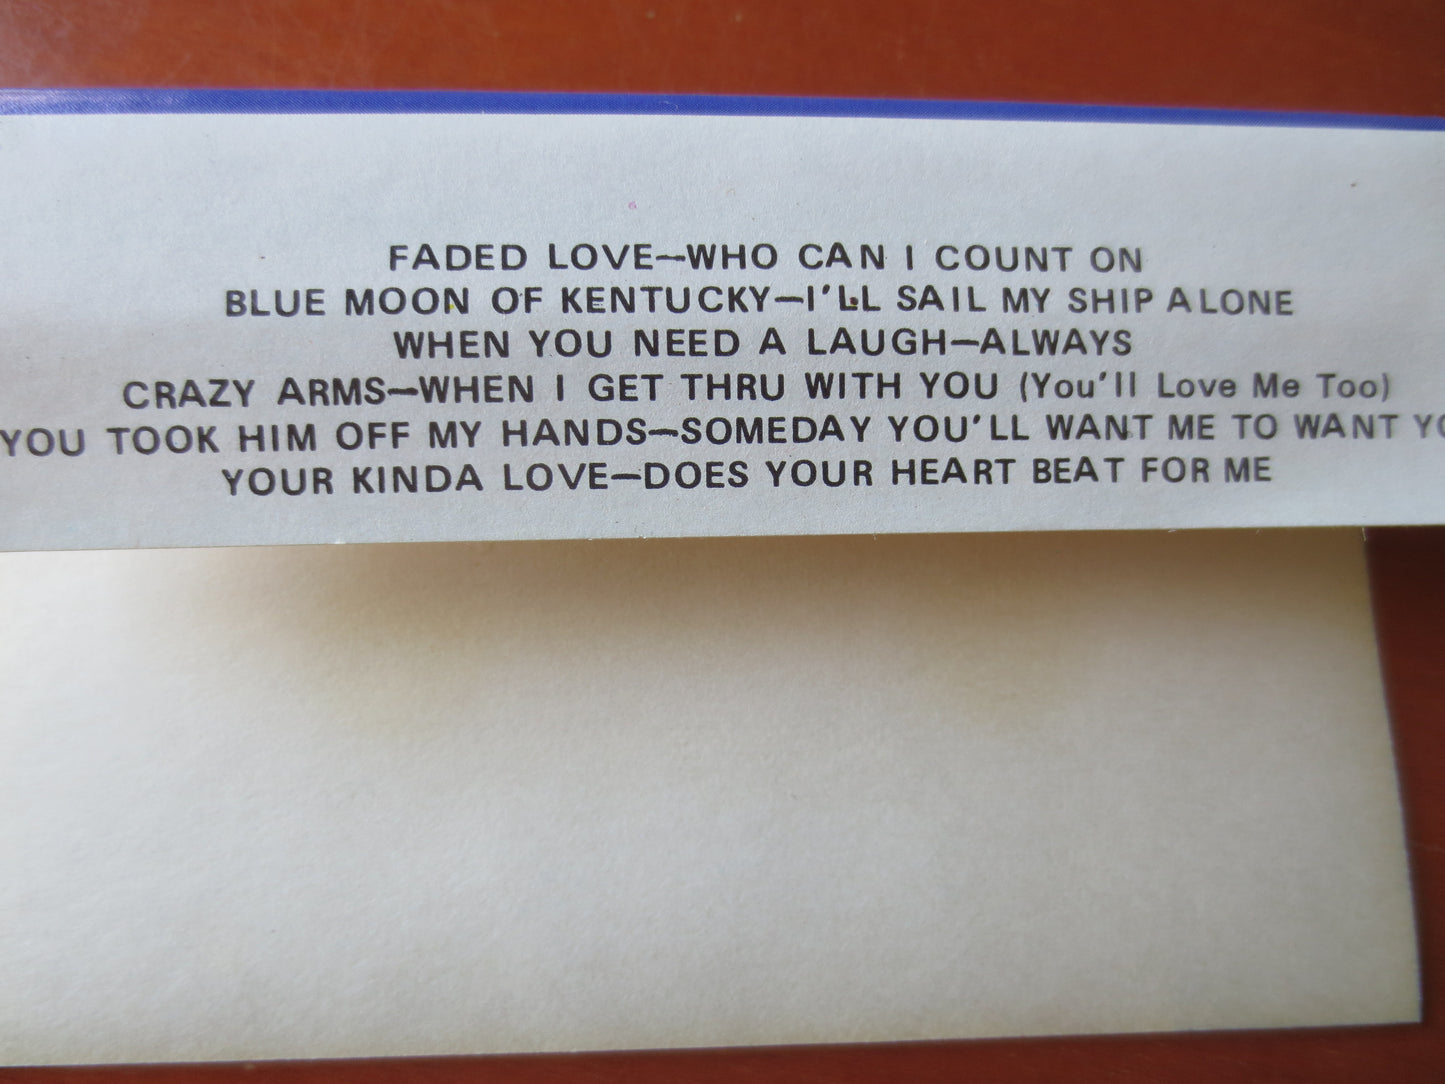 FADED LOVE—WHO CAN I COUNT ON
BLUE MOON OF KENTUCKY—I'LL SAIL MY SHIP ALONE
WHEN YOU NEED A LAUGH—ALWAYS
CRAZY ARMS—WHEN I GET THRU WITH YOU (You'll Love Me Too)
YOU TOOK HIM OFF MY HANDS—SOMEDAY YOU'LL WANT ME TO WANT
YOUR KINDA LOVE—DOES YOUR HEART BEAT FOR ME